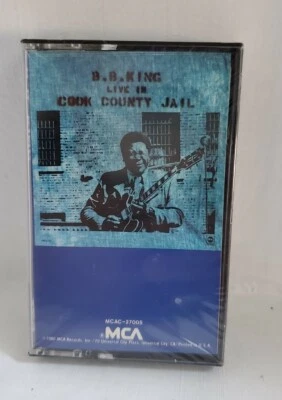 B.B.KING
LIVE IN
COOK COUNTY JAIL
MCAC-27005
MCA